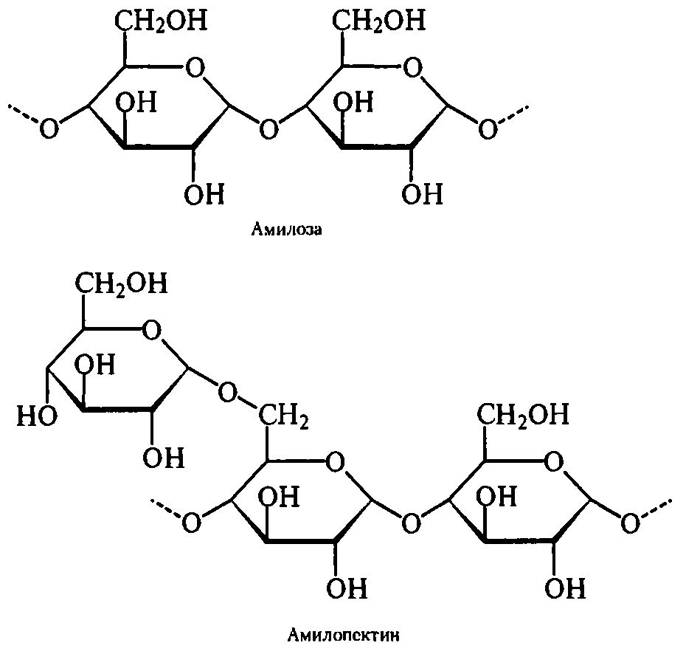 CH₂OH CH₂OH
O O
OH OH
O O O
OH OH
Амилоза
CH₂OH
O
OH
HO O CH₂ CH₂OH
OH O O
OH OH
O O O
OH OH
Амилопектин